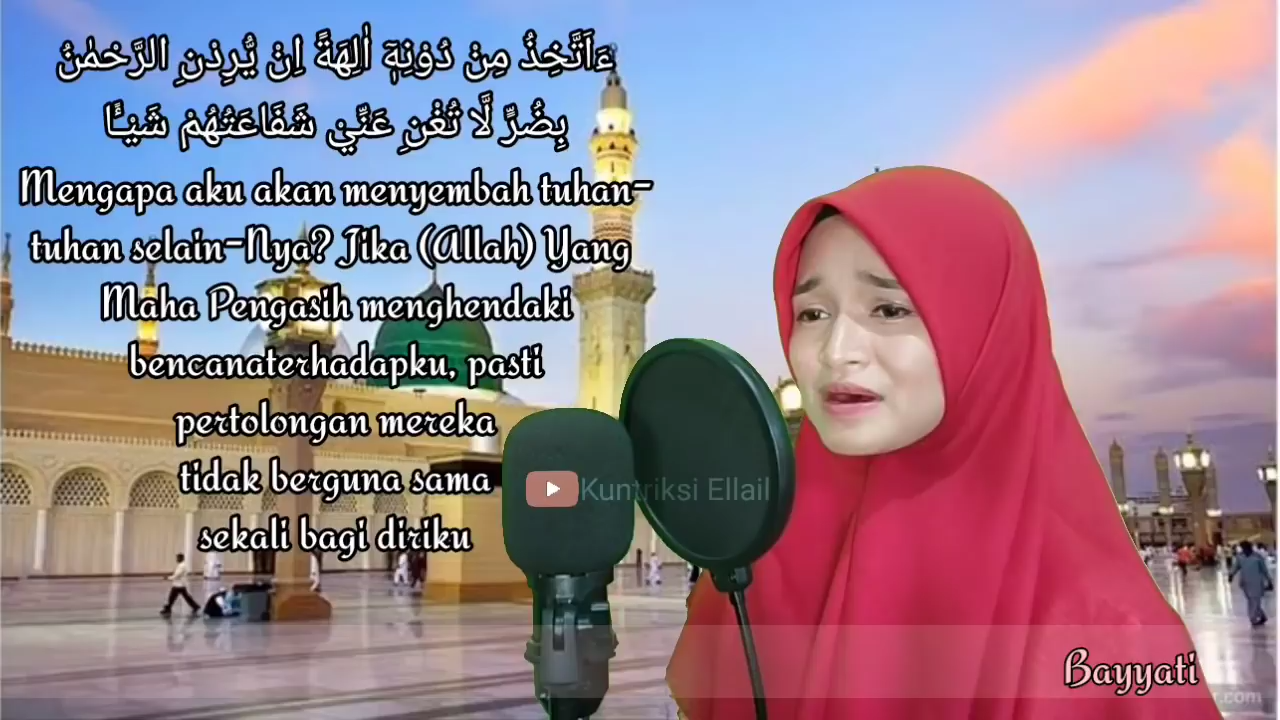 ءَاَتَّخِذُ مِنْ دُوْنِهٖٓ اٰلِهَةً اِنْ يُّرِدْنِ الرَّحْمٰنُ
بِضُرٍّ لَّا تُغْنِ عَنِّيْ شَفَاعَتُهُمْ شَيْـًٔا
Mengapa aku akan menyembah tuhan-
tuhan selain-Nya? Jika (Allah) Yang
Maha Pengasih menghendaki
bencanaterhadapku, pasti
pertolongan mereka
tidak berguna sama
sekali bagi diriku
Kuntriksi Ellail
Bayyati